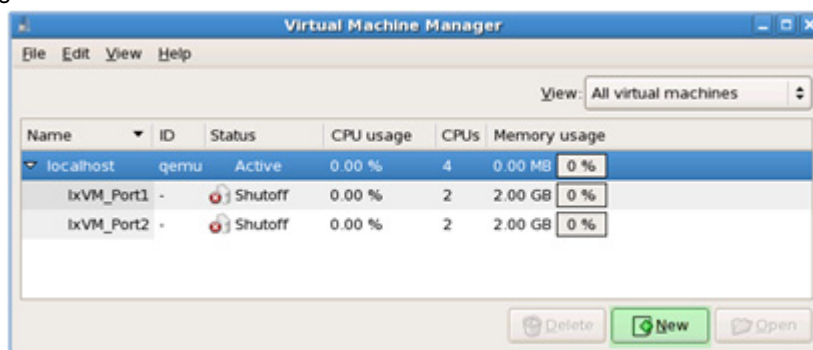 g
Virtual Machine Manager
File Edit View Help
View: All virtual machines
Name ID Status CPU usage CPUs Memory usage
localhost qemu Active 0.00 % 4 0.00 MB 0 %
IxVM_Port1 - Shutoff 0.00 % 2 2.00 GB 0 %
IxVM_Port2 - Shutoff 0.00 % 2 2.00 GB 0 %
Delete New Open